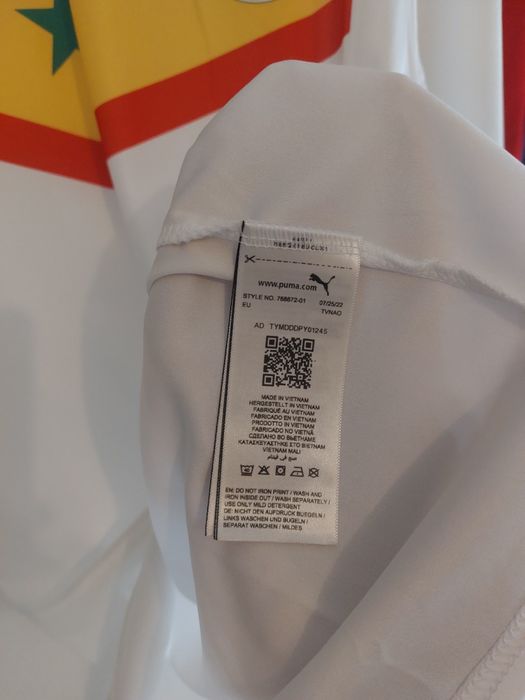 www.puma.com
STYLE NO. 768672-01 07/25/22
EU TVNAO
AD TYMDDDPY01245
MADE IN VIETNAM
HERGESTELLT IN VIETNAM
FABRIQUÉ AU VIETNAM
FABRICADO EN VIETNAM
PRODOTTO IN VIETNAM
FABRICADO NO VIETNÃ
СДЕЛАНО ВО ВЬЕТНАМЕ
ΚΑΤΑΣΚΕΥΑΣΤΗΚΕ ΣΤΟ ΒΙΕΤΝΑΜ
VIETNAM MALI
صنع في فيتنام
EN: DO NOT IRON PRINT / WASH AND
IRON INSIDE OUT / WASH SEPARATELY /
USE ONLY MILD DETERGENT
DE: NICHT DEN AUFDRUCK BUEGELN /
LINKS WASCHEN UND BUGELN /
SEPARAT WASCHEN / MILDES